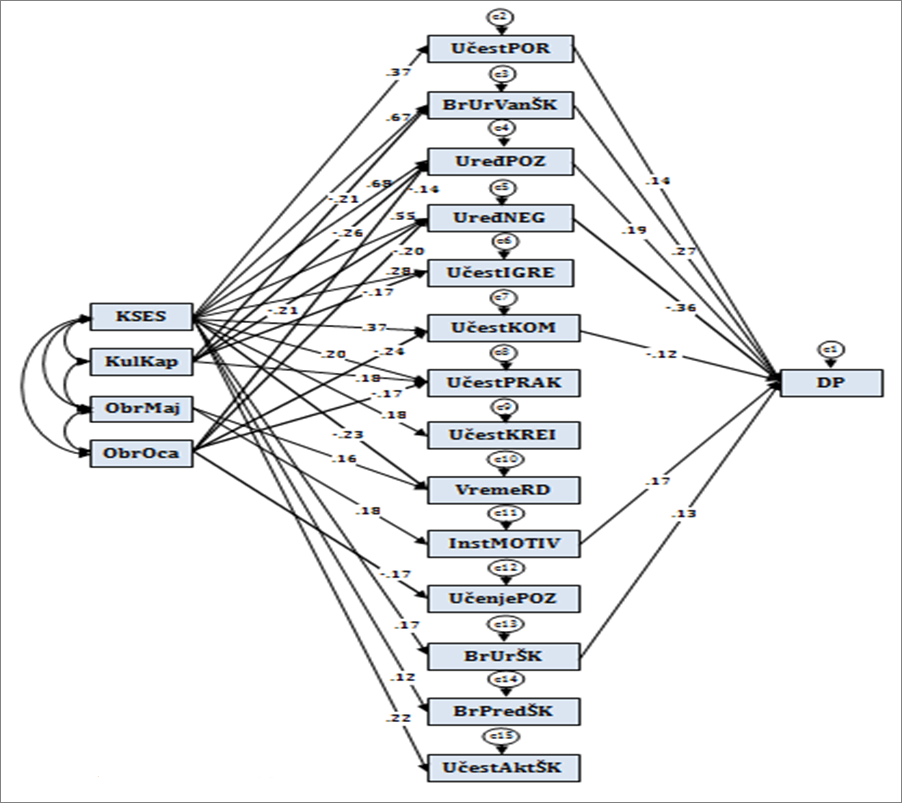 e2
UčestPOR
.37
e3
BrUrVanŠK
.67
e4
UređPOZ
.68
-.14
.14
-.21
e5
UređNEG
.55
.19
-.26
.27
-.20
e6
UčestIGRE
.28
-.17
e7
-.36
-.21
KSES
UčestKOM
.37
-.24
.20
-.12
e8
e1
KulKap
.18
UčestPRAK
DP
-.17
e9
ObrMaj
.18
UčestKREI
-.23
ObrOca
.16
e10
VremeRD
.17
.18
e11
.13
InstMOTIV
e12
-.17
UčenjePOZ
e13
.17
BrUrŠK
.12
e14
BrPredŠK
.22
e15
UčestAktŠK